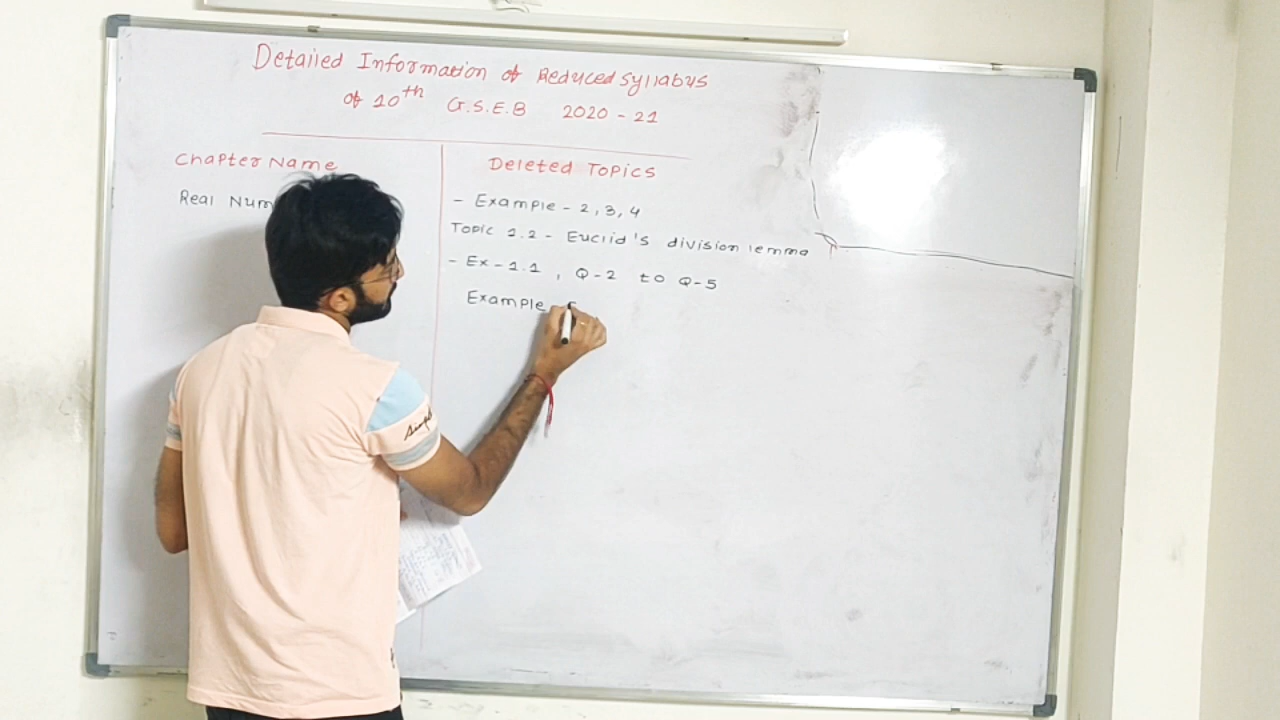 Detailed Information of Reduced Syllabus
of 10th G.S.E.B 2020 - 21
Chapter Name
Deleted Topics
Real Num
- Example - 2, 3, 4
Topic 1.2 - Euclid's division lemma
- Ex - 1.1 , Q-2 to Q-5
Example